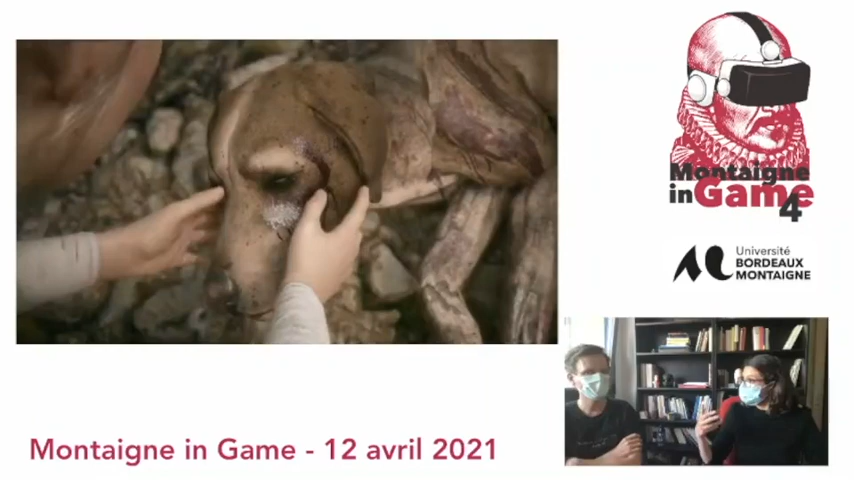 Montaigne
in Game
4
Université
BORDEAUX
MONTAIGNE
Montaigne in Game - 12 avril 2021